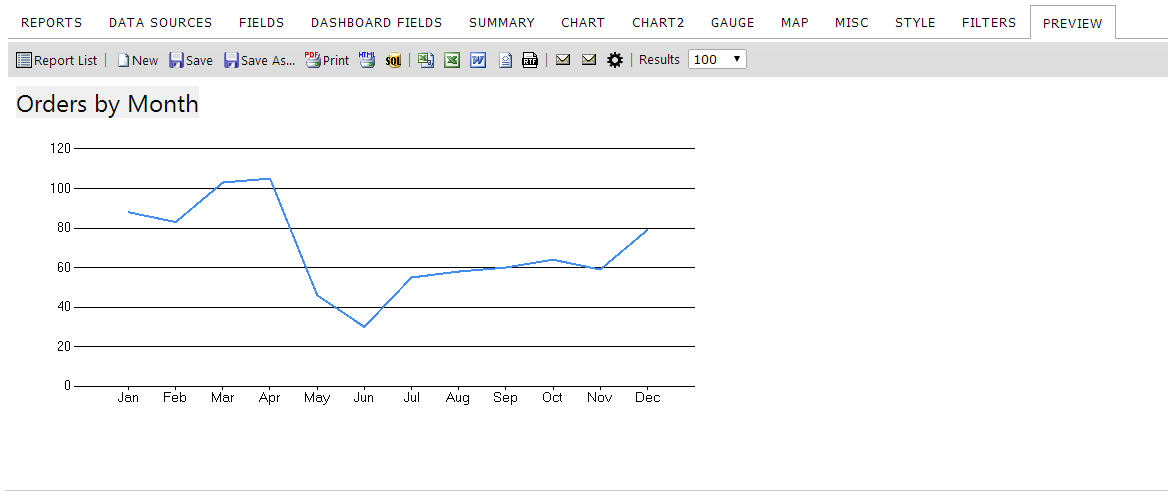 REPORTS DATA SOURCES FIELDS DASHBOARD FIELDS SUMMARY CHART CHART2 GAUGE MAP MISC STYLE FILTERS PREVIEW
Report List | New Save Save As... PDF Print HTML SQL | RTF | | Results 100
Orders by Month
120
100
80
60
40
20
0
Jan Feb Mar Apr May Jun Jul Aug Sep Oct Nov Dec